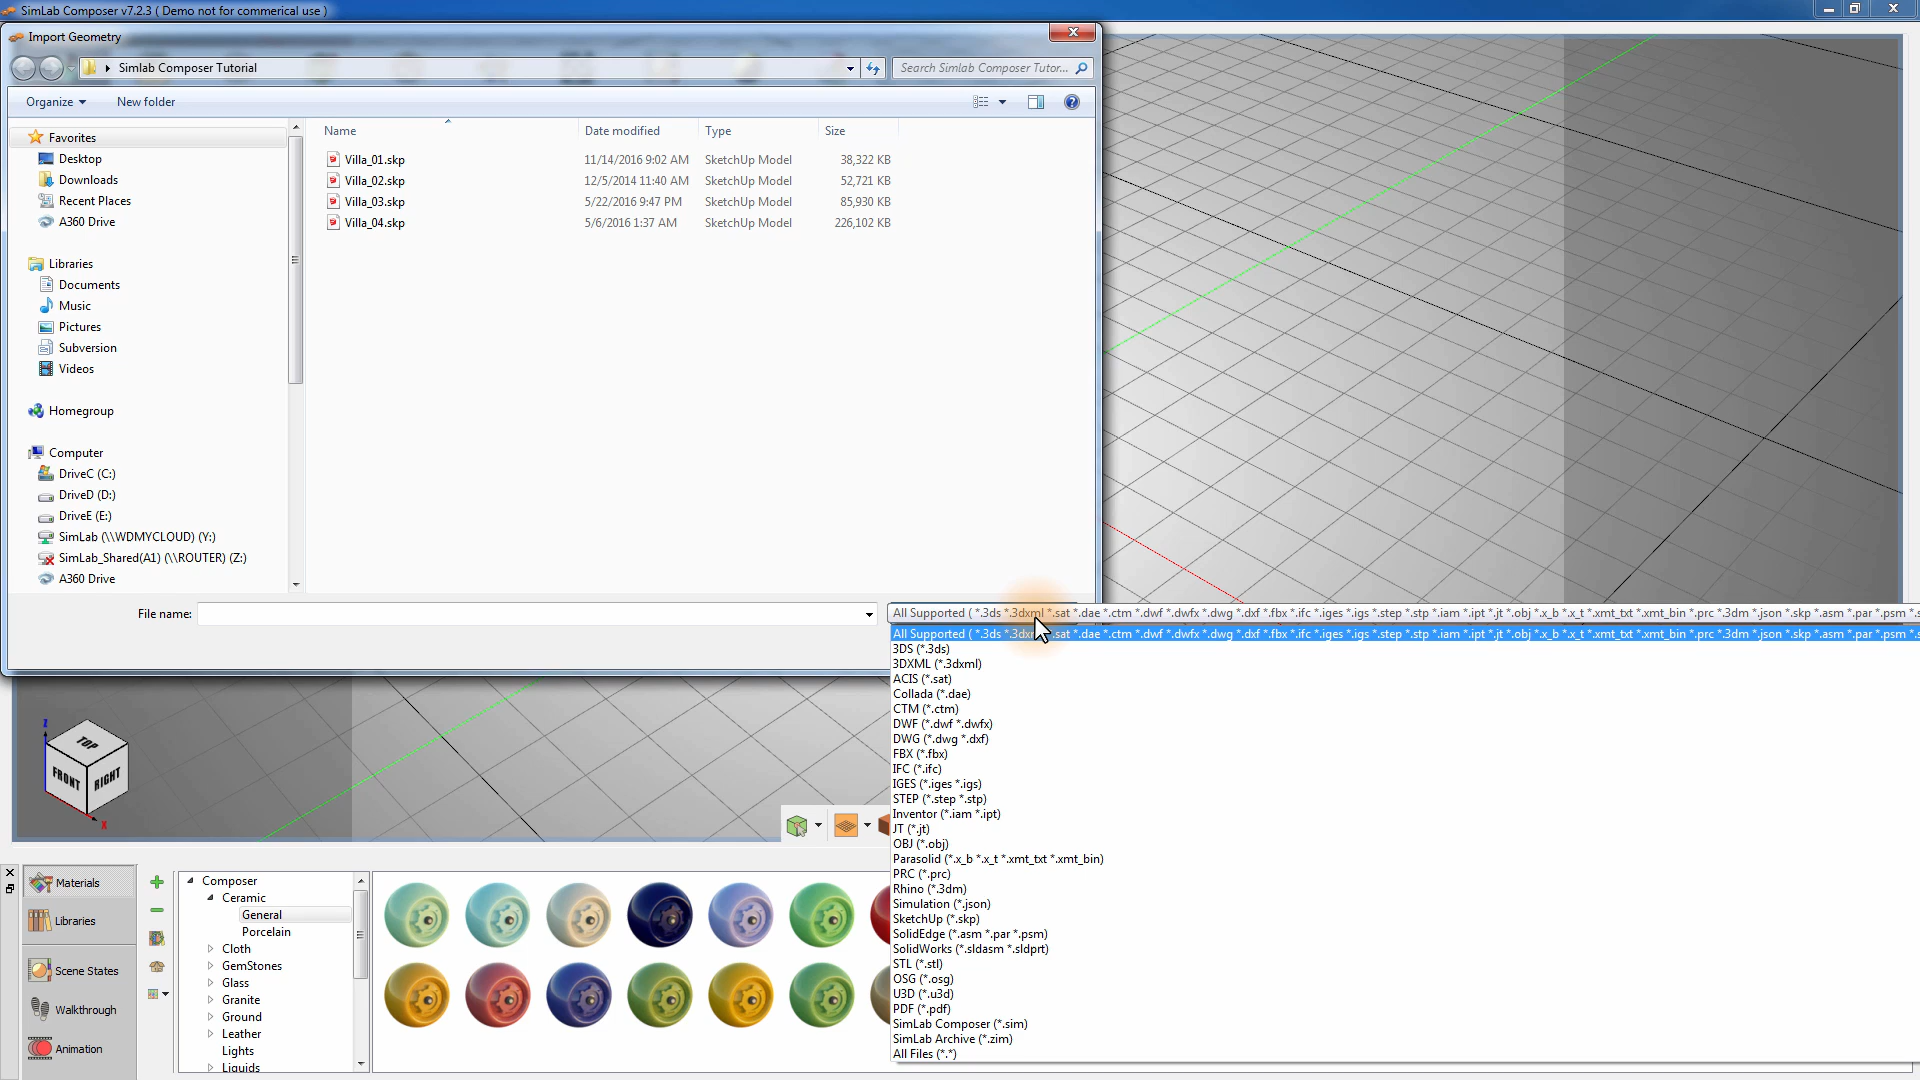 SimLab Composer v7.2.3 ( Demo not for commerical use )
Import Geometry
Simlab Composer Tutorial
Search Simlab Composer Tutor...
Organize
New folder
Name
Date modified
Type
Size
Favorites
Desktop
Downloads
Recent Places
A360 Drive
Libraries
Documents
Music
Pictures
Subversion
Videos
Homegroup
Computer
DriveC (C:)
DriveD (D:)
DriveE (E:)
SimLab (\\WDMYCLOUD) (Y:)
SimLab_Shared(A1) (\\ROUTER) (Z:)
A360 Drive
Villa_01.skp 11/14/2016 9:02 AM SketchUp Model 38,322 KB
Villa_02.skp 12/5/2014 11:40 AM SketchUp Model 52,721 KB
Villa_03.skp 5/22/2016 9:47 PM SketchUp Model 85,930 KB
Villa_04.skp 5/6/2016 1:37 AM SketchUp Model 226,102 KB
File name:
All Supported ( *.3ds *.3dxml *.sat *.dae *.ctm *.dwf *.dwfx *.dwg *.dxf *.fbx *.ifc *.iges *.igs *.step *.stp *.iam *.ipt *.jt *.obj *.x_b *.x_t *.xmt_txt *.xmt_bin *.prc *.3dm *.json *.skp *.asm *.par *.psm
All Supported ( *.3ds *.sat *.dae *.ctm *.dwf *.dwfx *.dwg *.dxf *.fbx *.ifc *.iges *.igs *.step *.stp *.iam *.ipt *.jt *.obj *.x_b *.x_t *.xmt_txt *.xmt_bin *.prc *.3dm *.json *.skp *.asm *.par *.psm
3DS (*.3ds)
3DXML (*.3dxml)
ACIS (*.sat)
Collada (*.dae)
CTM (*.ctm)
DWF (*.dwf *.dwfx)
DWG (*.dwg *.dxf)
FBX (*.fbx)
IFC (*.ifc)
IGES (*.iges *.igs)
STEP (*.step *.stp)
Inventor (*.iam *.ipt)
JT (*.jt)
OBJ (*.obj)
Parasolid (*.x_b *.x_t *.xmt_txt *.xmt_bin)
PRC (*.prc)
Rhino (*.3dm)
Simulation (*.json)
SketchUp (*.skp)
SolidEdge (*.asm *.par *.psm)
SolidWorks (*.sldasm *.sldprt)
STL (*.stl)
OSG (*.osg)
U3D (*.u3d)
PDF (*.pdf)
SimLab Composer (*.sim)
SimLab Archive (*.zim)
All Files (*.*)
Z
TOP
FRONT
RIGHT
X
Materials
Libraries
Scene States
Walkthrough
Animation
Composer
Ceramic
General
Porcelain
Cloth
GemStones
Glass
Granite
Ground
Leather
Lights
Liquids